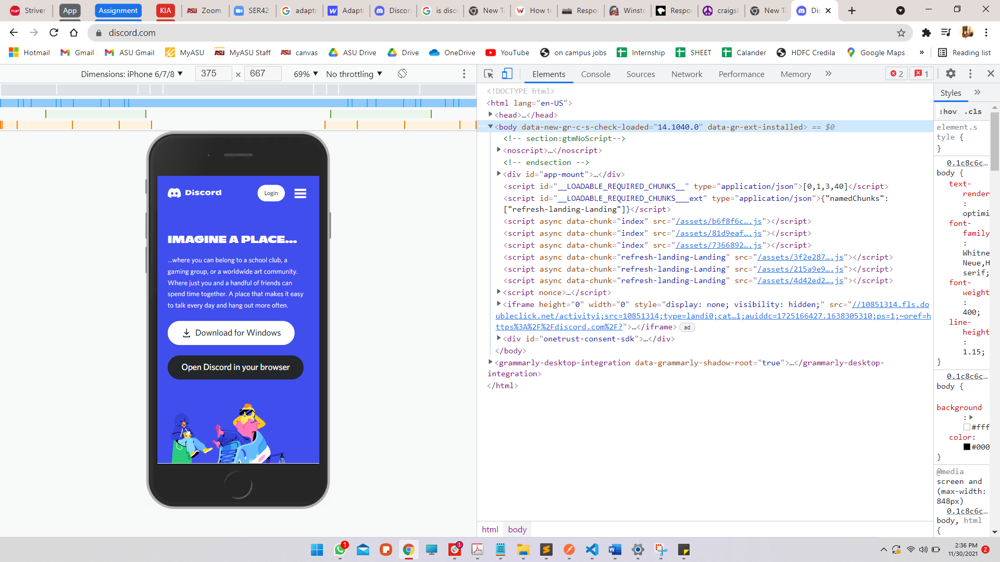 Striver
App
Assignment
KIA
ASU Zoom
SER42
adapti
Adapti
Discor
is disco
New Ta
How to
Respor
Winsto
Respor
craigsl
New Ta
Dis
discord.com
Hotmail
Gmail
ASU Gmail
MyASU
MyASU Staff
canvas
ASU Drive
Drive
OneDrive
YouTube
on campus jobs
Internship
SHEET
Calander
HDFC Credila
Google Maps
»
Reading list
Dimensions: iPhone 6/7/8 ▼ 375 × 667 69% ▼ No throttling ▼
Elements Console Sources Network Performance Memory » 2 1
Discord
Login
IMAGINE A PLACE...
...where you can belong to a school club, a
gaming group, or a worldwide art community.
Where just you and a handful of friends can
spend time together. A place that makes it easy
to talk every day and hang out more often.
Download for Windows
Open Discord in your browser
<!DOCTYPE html>
<html lang="en-US">
<head>…</head>
<body data-new-gr-c-s-check-loaded="14.1040.0" data-gr-ext-installed> == $0
<!-- section:gtmNoScript-->
<noscript>…</noscript>
<!-- endsection -->
<div id="app-mount">…</div>
<script id="__LOADABLE_REQUIRED_CHUNKS__" type="application/json">[0,1,3,40]</script>
<script id="__LOADABLE_REQUIRED_CHUNKS___ext" type="application/json">{"namedChunks":
["refresh-landing-Landing"]}</script>
<script async data-chunk="index" src="/assets/b6f8f6c….js"></script>
<script async data-chunk="index" src="/assets/81d9eaf….js"></script>
<script async data-chunk="index" src="/assets/7366892….js"></script>
<script async data-chunk="refresh-landing-Landing" src="/assets/3f2e287….js"></script>
<script async data-chunk="refresh-landing-Landing" src="/assets/215a9e9….js"></script>
<script async data-chunk="refresh-landing-Landing" src="/assets/4d42ed2….js"></script>
<script nonce>…</script>
<iframe height="0" width="0" style="display: none; visibility: hidden;" src="//10851314.fls.do
ubleclick.net/activityi;src=10851314;type=landi0;cat…1;auiddc=1725166427.1638305310;ps=1;~oref=h
ttps%3A%2F%2Fdiscord.com%2F?">…</iframe> ad
<div id="onetrust-consent-sdk">…</div>
</body>
<grammarly-desktop-integration data-grammarly-shadow-root="true">…</grammarly-desktop-
integration>
</html>
html body
Styles »
:hov .cls
element.s
tyle {
}
0.1c8c6c…
body {
text-
render
:
optimi
font-
family
:
Whitne
Neue,H
serif;
font-
weight
:
400;
line-
height
:
1.15;
}
0.1c8c6c…
body {
background
:
#fff
color:
#000
}
@media
screen and
(max-width:
848px)
0.1c8c6c…
body, html
{
1
1
2:36 PM
11/30/2021
2